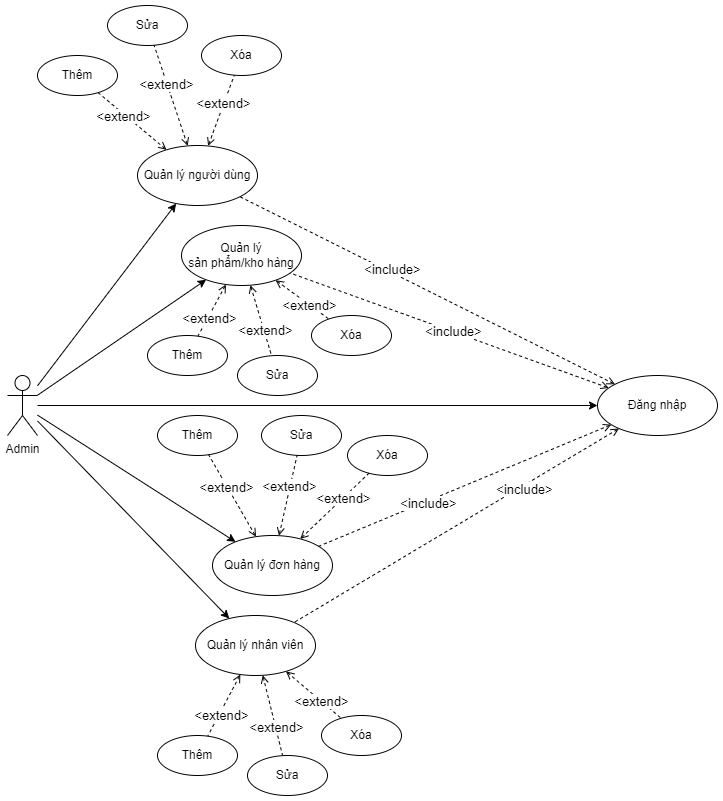 Sửa
Xóa
Thêm
<extend>
<extend>
<extend>
Quản lý người dùng
Quản lý
sản phẩm/kho hàng
<include>
<extend>
<extend>
<extend>
<include>
Xóa
Thêm
Sửa
Đăng nhập
Admin
Thêm
Sửa
Xóa
<extend>
<extend>
<extend>
<include>
<include>
Quản lý đơn hàng
Quản lý nhân viên
<extend>
<extend>
<extend>
Xóa
Thêm
Sửa